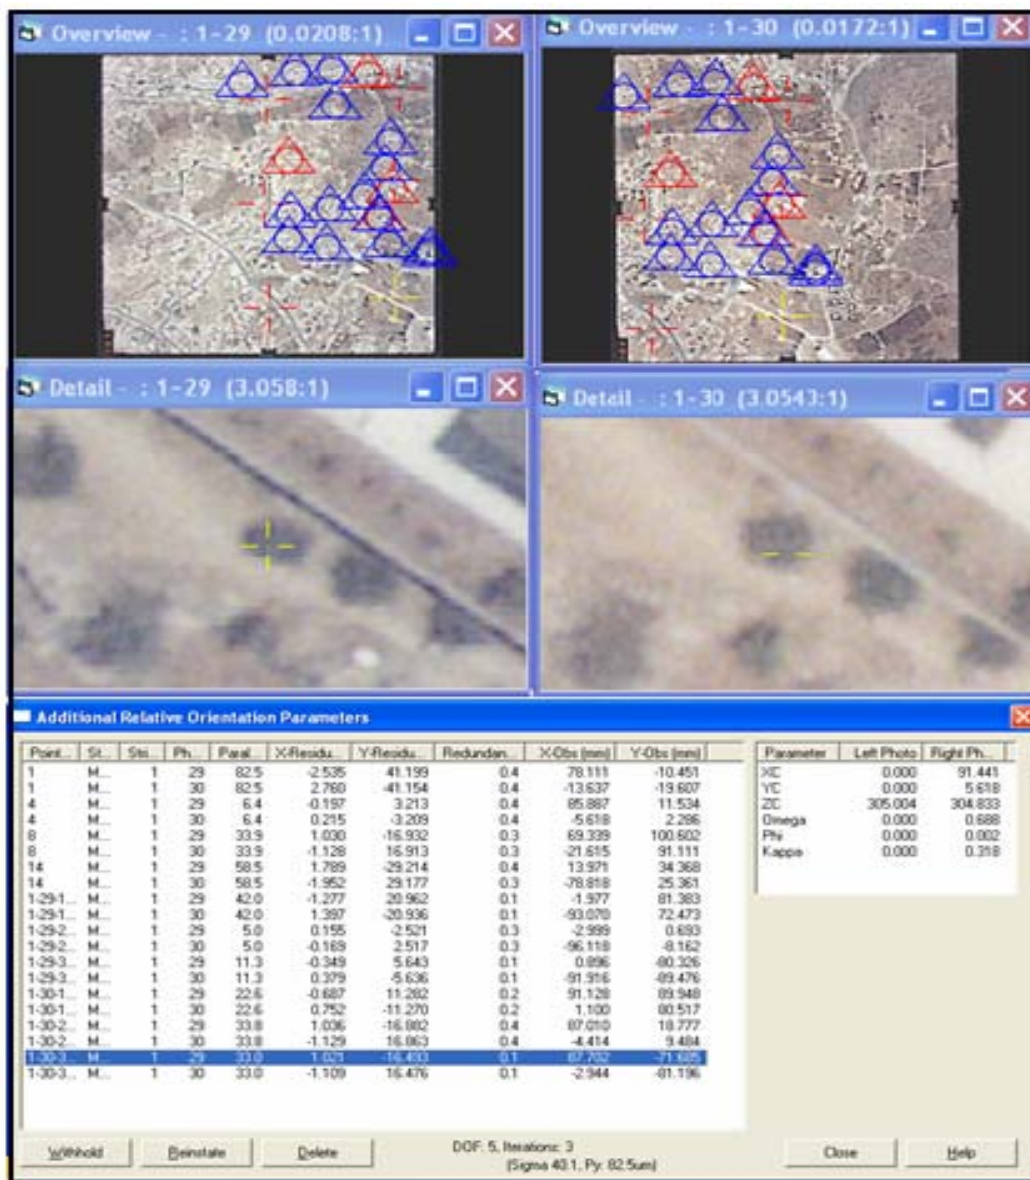 Overview - : 1-29 (0.0208:1)
Overview - : 1-30 (0.0172:1)
Detail - : 1-29 (3.058:1)
Detail - : 1-30 (3.0543:1)
Additional Relative Orientation Parameters
Point... St... Stri... Ph... Paral... X-Residu... Y-Residu... Redundan... X-Obs (mm) Y-Obs (mm)
1 M... 1 29 82.5 -2.535 41.199 0.4 78.111 -10.451
1 M... 1 30 82.5 2.760 -41.154 0.4 -13.637 -19.607
4 M... 1 29 6.4 -0.197 3.213 0.4 85.887 11.534
4 M... 1 30 6.4 0.215 -3.209 0.4 -5.618 2.286
8 M... 1 29 33.9 1.030 -16.932 0.3 69.339 100.602
8 M... 1 30 33.9 -1.128 16.913 0.3 -21.615 91.111
14 M... 1 29 58.5 1.789 -29.214 0.4 13.971 34.368
14 M... 1 30 58.5 -1.952 29.177 0.3 -78.818 25.361
1-29-1... M... 1 29 42.0 -1.277 20.962 0.1 -1.977 81.383
1-29-1... M... 1 30 42.0 1.397 -20.936 0.1 -93.070 72.473
1-29-2... M... 1 29 5.0 0.155 -2.521 0.3 -2.999 0.693
1-29-2... M... 1 30 5.0 -0.169 2.517 0.3 -96.118 -8.162
1-29-3... M... 1 29 11.3 -0.349 5.643 0.1 0.896 -80.326
1-29-3... M... 1 30 11.3 0.379 -5.636 0.1 -91.916 -89.476
1-30-1... M... 1 29 22.6 -0.687 11.282 0.2 91.128 89.948
1-30-1... M... 1 30 22.6 0.752 -11.270 0.2 1.100 80.517
1-30-2... M... 1 29 33.8 1.036 -16.882 0.4 87.010 18.777
1-30-2... M... 1 30 33.8 -1.129 16.863 0.4 -4.414 9.484
1-30-3... M... 1 29 33.0 1.021 -16.493 0.1 87.702 -71.685
1-30-3... M... 1 30 33.0 -1.109 16.476 0.1 -2.944 -81.196
Parameter Left Photo Right Ph...
XC 0.000 91.441
YC 0.000 5.618
ZC 305.004 304.833
Omega 0.000 0.688
Phi 0.000 0.002
Kappa 0.000 0.318
Withhold Reinstate Delete
DOF: 5, Iterations: 3
(Sigma 40.1, Py: 82.5um)
Close Help